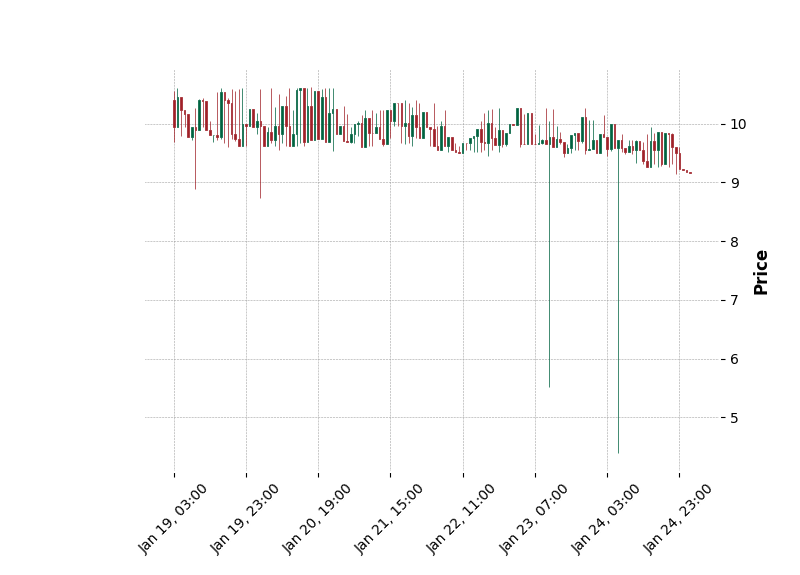 10
9
8
7
6
5
Price
Jan 19, 03:00
Jan 19, 23:00
Jan 20, 19:00
Jan 21, 15:00
Jan 22, 11:00
Jan 23, 07:00
Jan 24, 03:00
Jan 24, 23:00